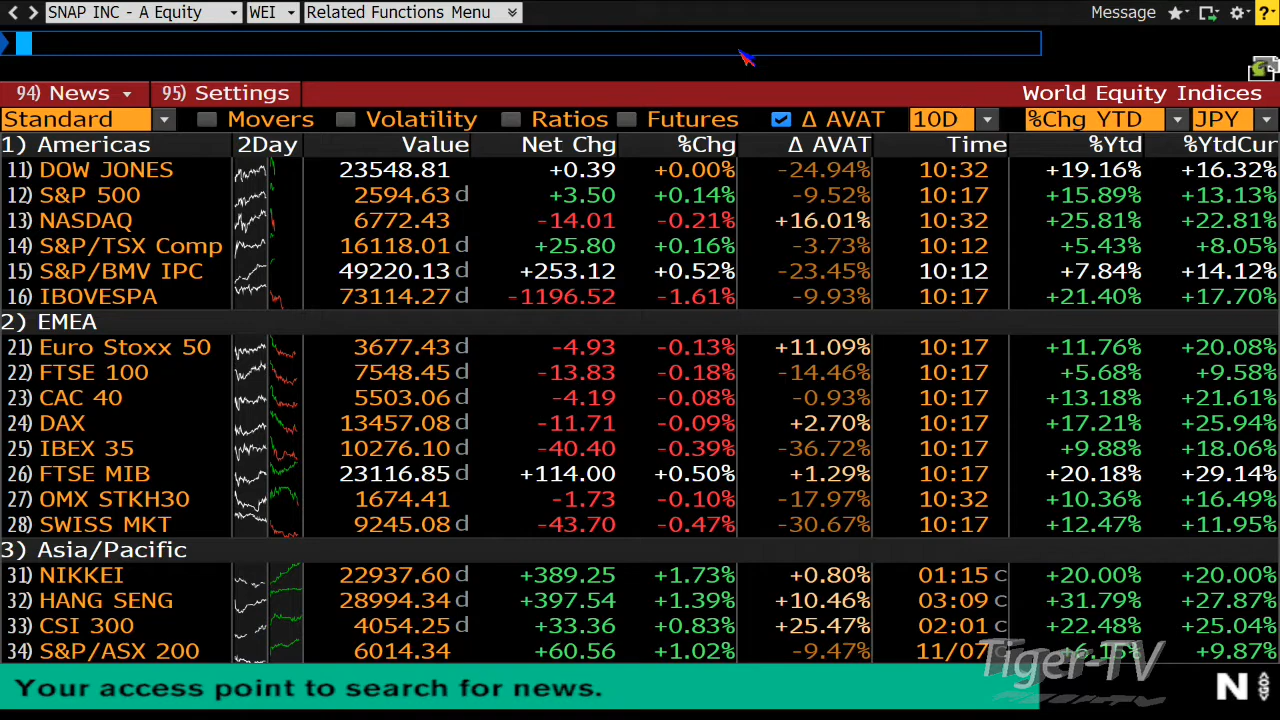 SNAP INC - A Equity WEI Related Functions Menu Message ?
94) News 95) Settings World Equity Indices
Standard Movers Volatility Ratios Futures Δ AVAT 10D %Chg YTD JPY
1) Americas 2Day Value Net Chg %Chg Δ AVAT Time %Ytd %YtdCur
11) DOW JONES 23548.81 +0.39 +0.00% -24.94% 10:32 +19.16% +16.32%
12) S&P 500 2594.63 d +3.50 +0.14% -9.52% 10:17 +15.89% +13.13%
13) NASDAQ 6772.43 -14.01 -0.21% +16.01% 10:32 +25.81% +22.81%
14) S&P/TSX Comp 16118.01 d +25.80 +0.16% -3.73% 10:12 +5.43% +8.05%
15) S&P/BMV IPC 49220.13 d +253.12 +0.52% -23.45% 10:12 +7.84% +14.12%
16) IBOVESPA 73114.27 d -1196.52 -1.61% -9.93% 10:17 +21.40% +17.70%
2) EMEA
21) Euro Stoxx 50 3677.43 d -4.93 -0.13% +11.09% 10:17 +11.76% +20.08%
22) FTSE 100 7548.45 d -13.83 -0.18% -14.46% 10:17 +5.68% +9.58%
23) CAC 40 5503.06 d -4.19 -0.08% -0.93% 10:17 +13.18% +21.61%
24) DAX 13457.08 d -11.71 -0.09% +2.70% 10:17 +17.21% +25.94%
25) IBEX 35 10276.10 d -40.40 -0.39% -36.72% 10:17 +9.88% +18.06%
26) FTSE MIB 23116.85 d +114.00 +0.50% +1.29% 10:17 +20.18% +29.14%
27) OMX STKH30 1674.41 -1.73 -0.10% -17.97% 10:32 +10.36% +16.49%
28) SWISS MKT 9245.08 d -43.70 -0.47% -30.67% 10:17 +12.47% +11.95%
3) Asia/Pacific
31) NIKKEI 22937.60 d +389.25 +1.73% +0.80% 01:15 c +20.00% +20.00%
32) HANG SENG 28994.34 d +397.54 +1.39% +10.46% 03:09 c +31.79% +27.87%
33) CSI 300 4054.25 d +33.36 +0.83% +25.47% 02:01 c +22.48% +25.04%
34) S&P/ASX 200 6014.34 +60.56 +1.02% -9.47% 11/07 c +6.15% +9.87%
Tiger-TV
Your access point to search for news. N